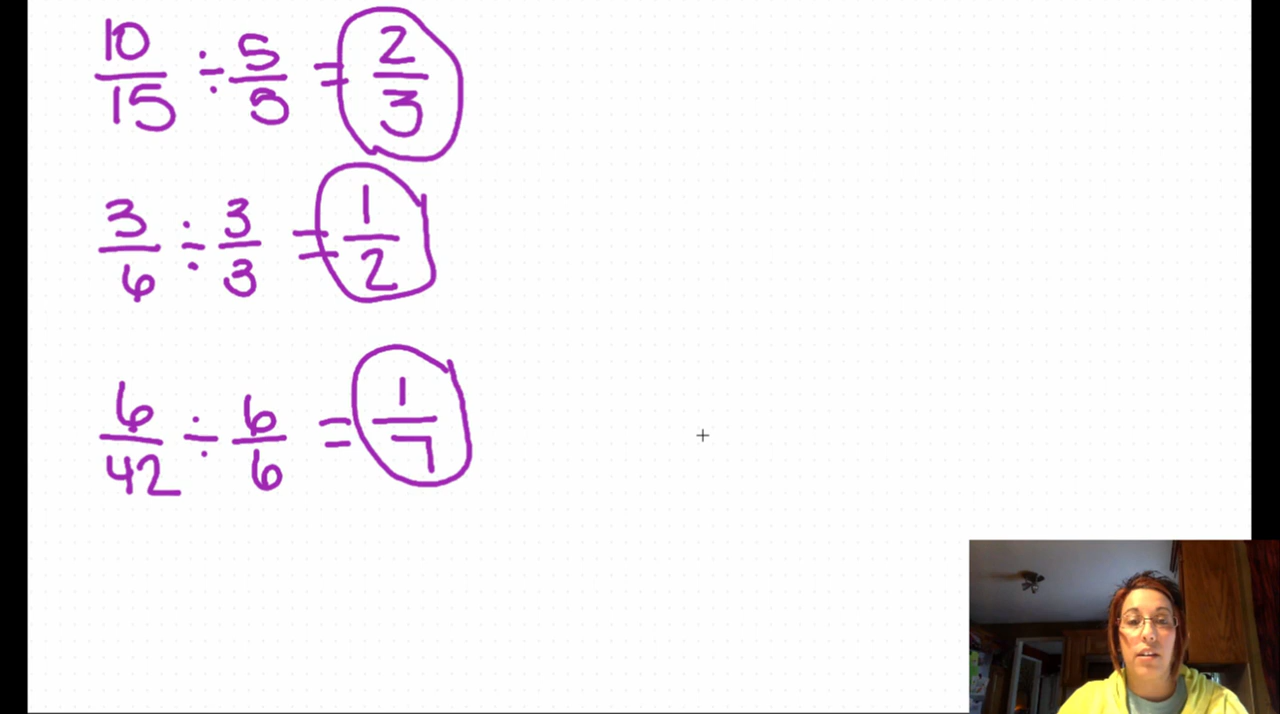 10/15 ÷ 5/5 = 2/3
3/6 ÷ 3/3 = 1/2
6/42 ÷ 6/6 = 1/7